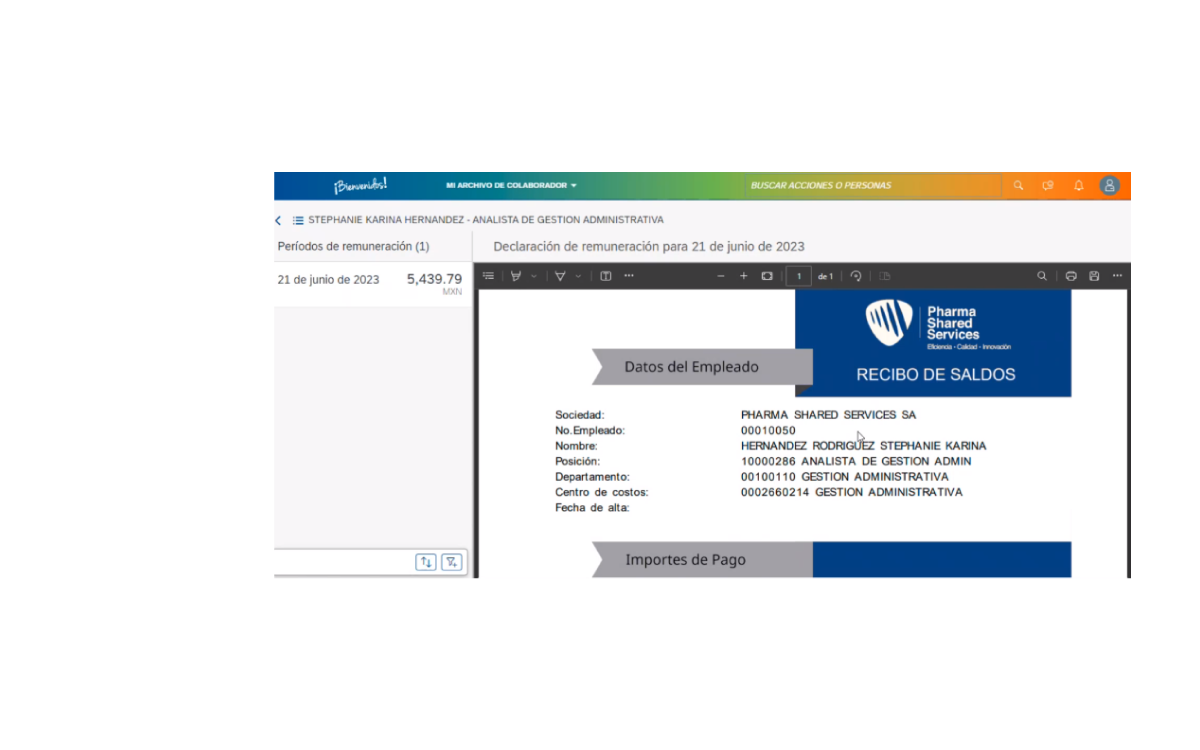 ¡Bienvenidos!
MI ARCHIVO DE COLABORADOR
BUSCAR ACCIONES O PERSONAS
STEPHANIE KARINA HERNANDEZ - ANALISTA DE GESTION ADMINISTRATIVA
Períodos de remuneración (1)
Declaración de remuneración para 21 de junio de 2023
21 de junio de 2023 5,439.79
MXN
1 de 1
Pharma
Shared
Services
Eficiencia - Calidad - Innovación
RECIBO DE SALDOS
Datos del Empleado
Sociedad: PHARMA SHARED SERVICES SA
No.Empleado: 00010050
Nombre: HERNANDEZ RODRIGUEZ STEPHANIE KARINA
Posición: 10000286 ANALISTA DE GESTION ADMIN
Departamento: 00100110 GESTION ADMINISTRATIVA
Centro de costos: 0002660214 GESTION ADMINISTRATIVA
Fecha de alta:
Importes de Pago